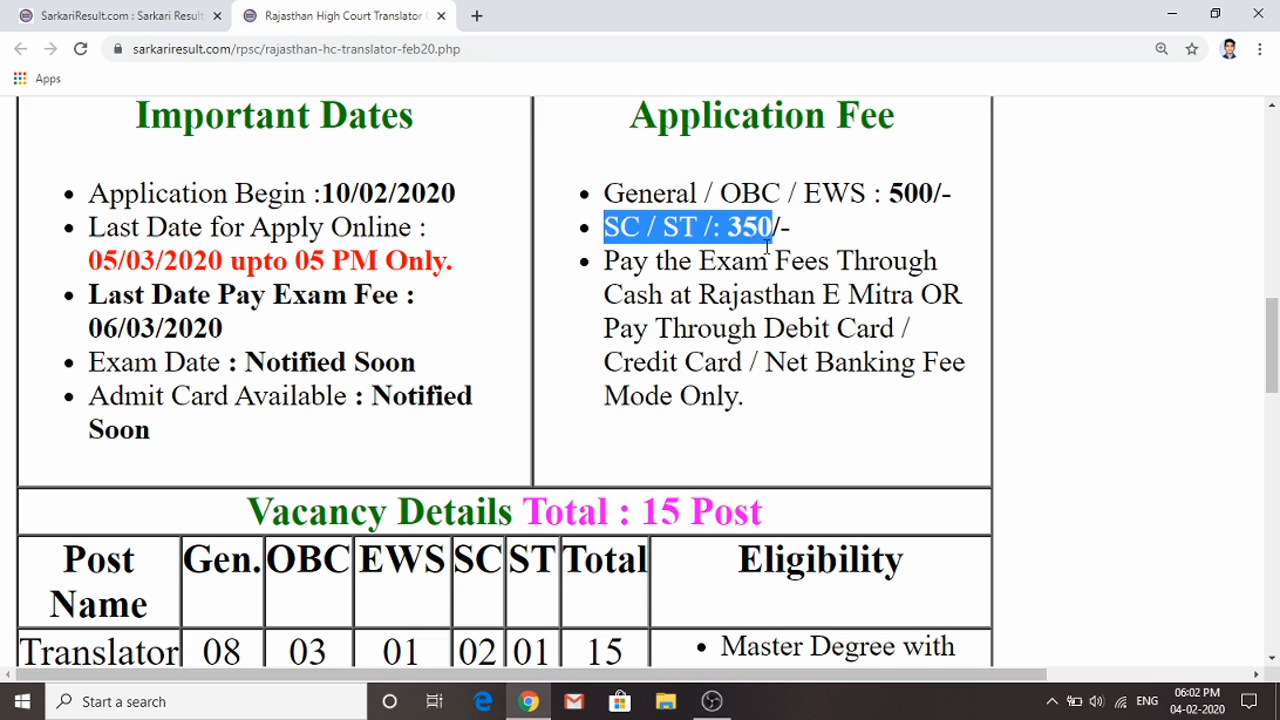 SarkariResult.com : Sarkari Result
Rajasthan High Court Translator
sarkariresult.com/rpsc/rajasthan-hc-translator-feb20.php
Apps
Important Dates
Application Begin :10/02/2020
Last Date for Apply Online :
05/03/2020 upto 05 PM Only.
Last Date Pay Exam Fee :
06/03/2020
Exam Date : Notified Soon
Admit Card Available : Notified
Soon
Application Fee
General / OBC / EWS : 500/-
SC / ST /: 350/-
Pay the Exam Fees Through
Cash at Rajasthan E Mitra OR
Pay Through Debit Card /
Credit Card / Net Banking Fee
Mode Only.
Vacancy Details Total : 15 Post
Post Name Gen. OBC EWS SC ST Total Eligibility
Translator 08 03 01 02 01 15 Master Degree with
Start a search
ENG
06:02 PM
04-02-2020